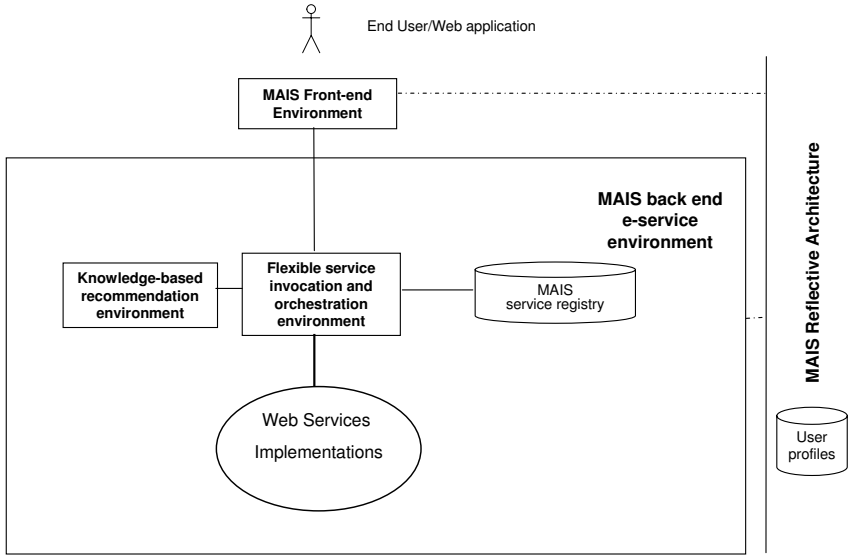 End User/Web application
MAIS Front-end
Environment
MAIS back end
e-service
environment
Knowledge-based
recommendation
environment
Flexible service
invocation and
orchestration
environment
MAIS
service registry
Web Services
Implementations
MAIS Reflective Architecture
User
profiles